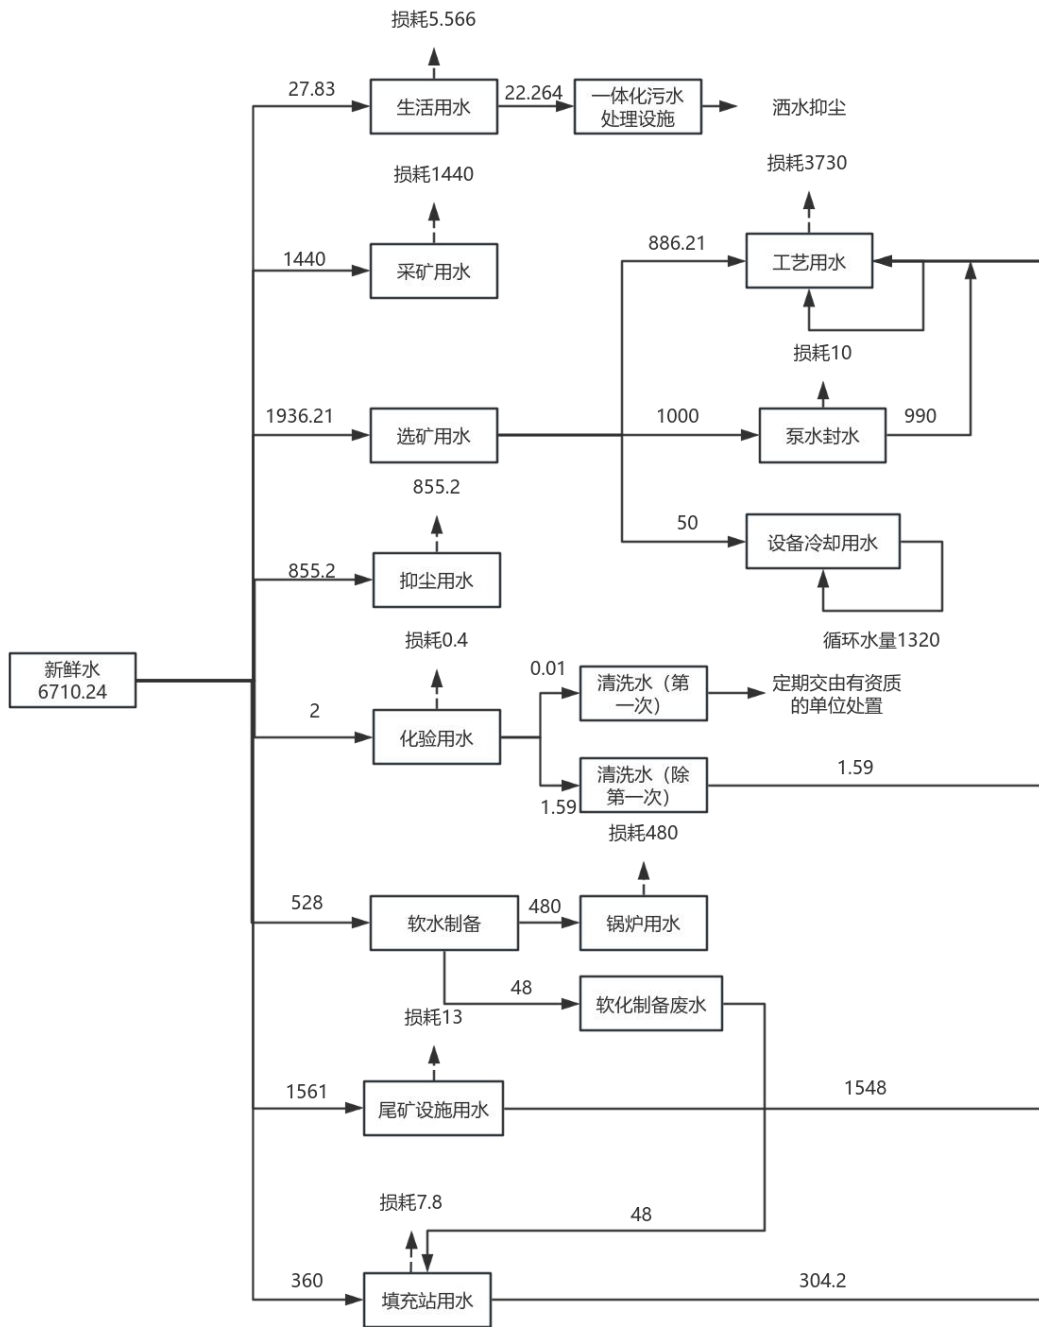 损耗5.566
27.83
生活用水
22.264
一体化污水
处理设施
洒水抑尘
损耗1440
1440
采矿用水
损耗3730
886.21
工艺用水
1936.21
选矿用水
损耗10
1000
泵水封水
990
50
设备冷却用水
循环水量1320
855.2
855.2
抑尘用水
新鲜水
6710.24
损耗0.4
2
化验用水
0.01
清洗水（第
一次）
定期交由有资质
的单位处置
1.59
清洗水（除
第一次）
1.59
损耗480
528
软水制备
480
锅炉用水
48
软化制备废水
损耗13
1561
尾矿设施用水
1548
损耗7.8
48
360
填充站用水
304.2